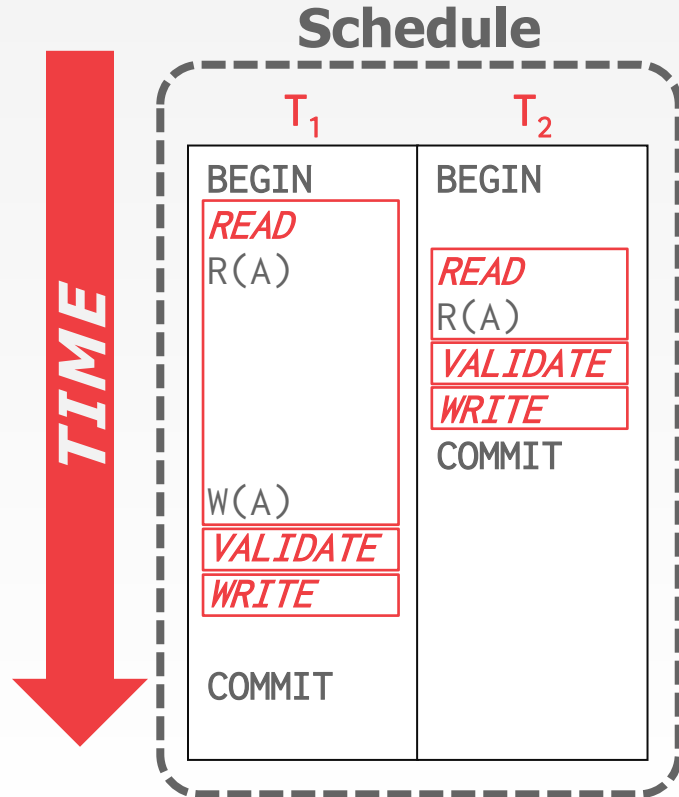 Schedule
TIME
T1 T2
BEGIN BEGIN
READ
R(A) READ
R(A)
VALIDATE
WRITE
COMMIT
W(A)
VALIDATE
WRITE
COMMIT